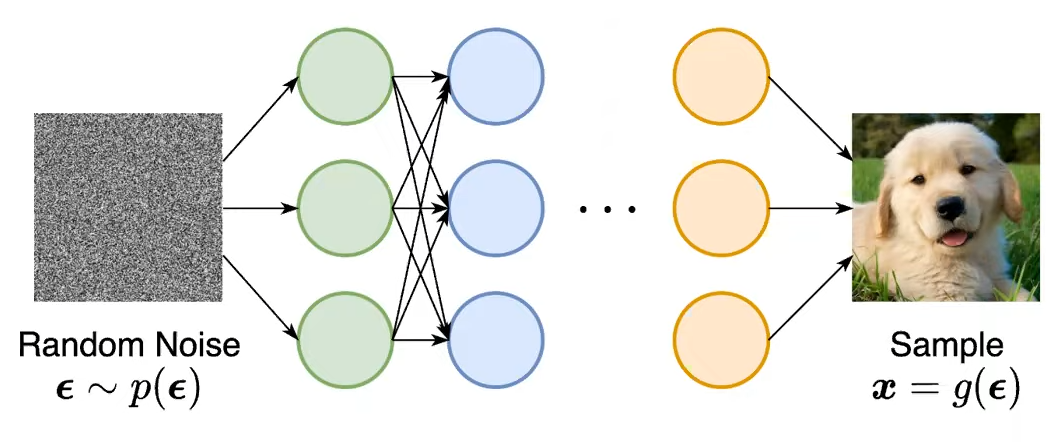 Random Noise
ϵ ∼ p(ϵ)
. . .
Sample
x = g(ϵ)